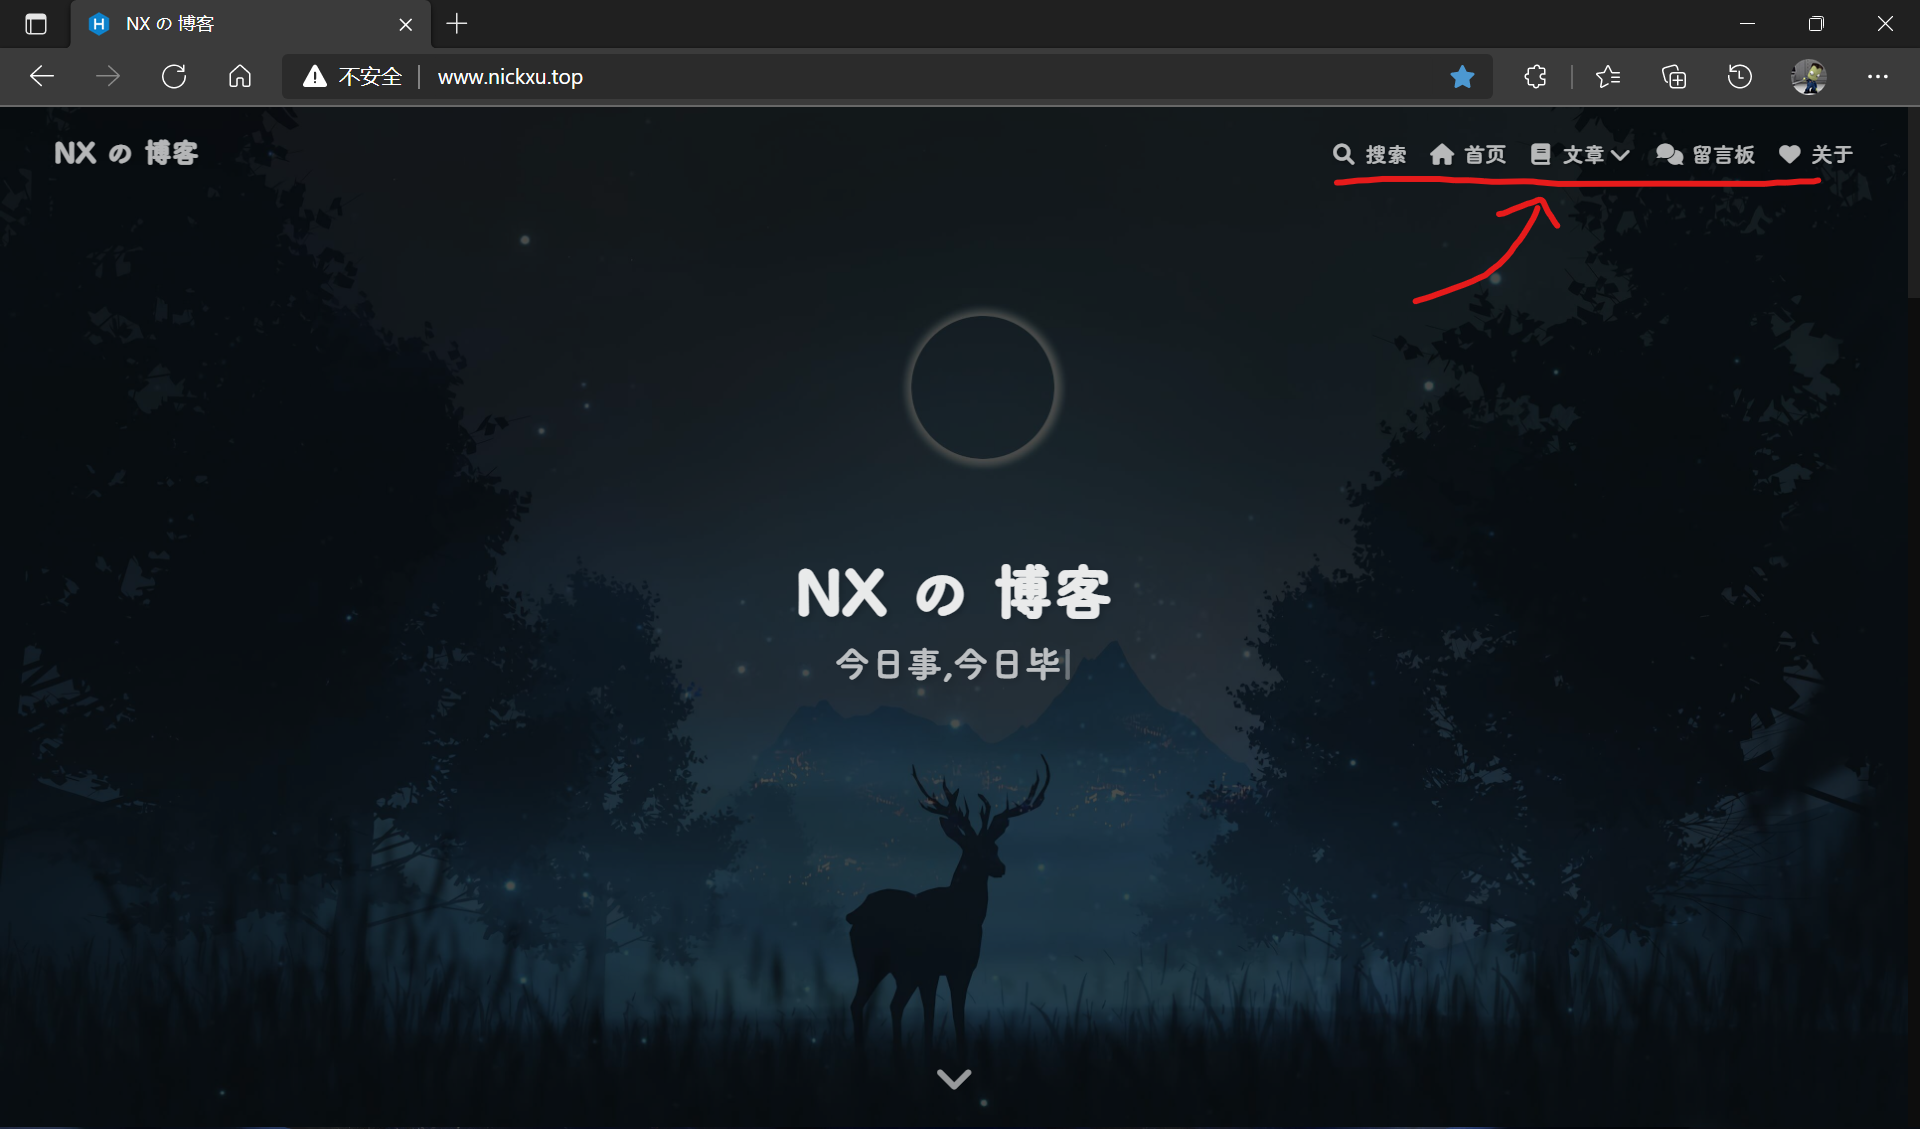 NX の 博客
不安全 www.nickxu.top
NX の 博客
搜索 首页 文章 留言板 关于
NX の 博客
今日事,今日毕|